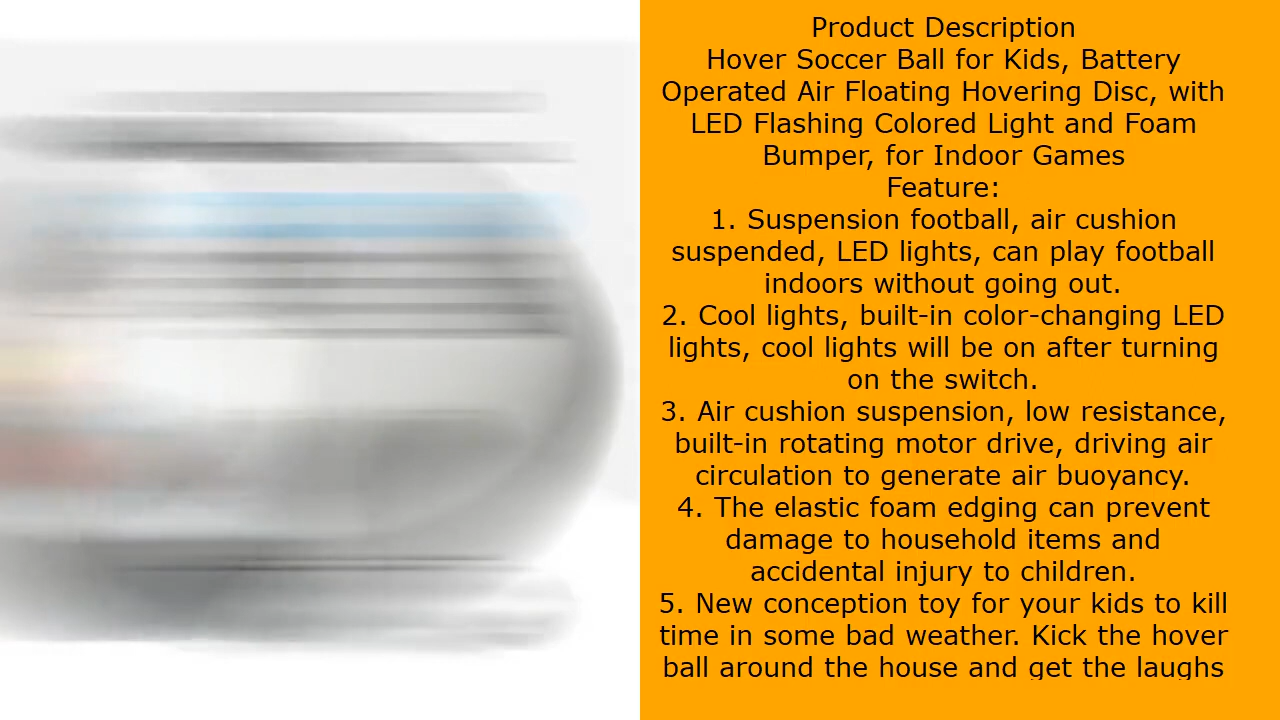 Product Description
Hover Soccer Ball for Kids, Battery
Operated Air Floating Hovering Disc, with
LED Flashing Colored Light and Foam
Bumper, for Indoor Games
Feature:
1. Suspension football, air cushion
suspended, LED lights, can play football
indoors without going out.
2. Cool lights, built-in color-changing LED
lights, cool lights will be on after turning
on the switch.
3. Air cushion suspension, low resistance,
built-in rotating motor drive, driving air
circulation to generate air buoyancy.
4. The elastic foam edging can prevent
damage to household items and
accidental injury to children.
5. New conception toy for your kids to kill
time in some bad weather. Kick the hover
ball around the house and get the laughs